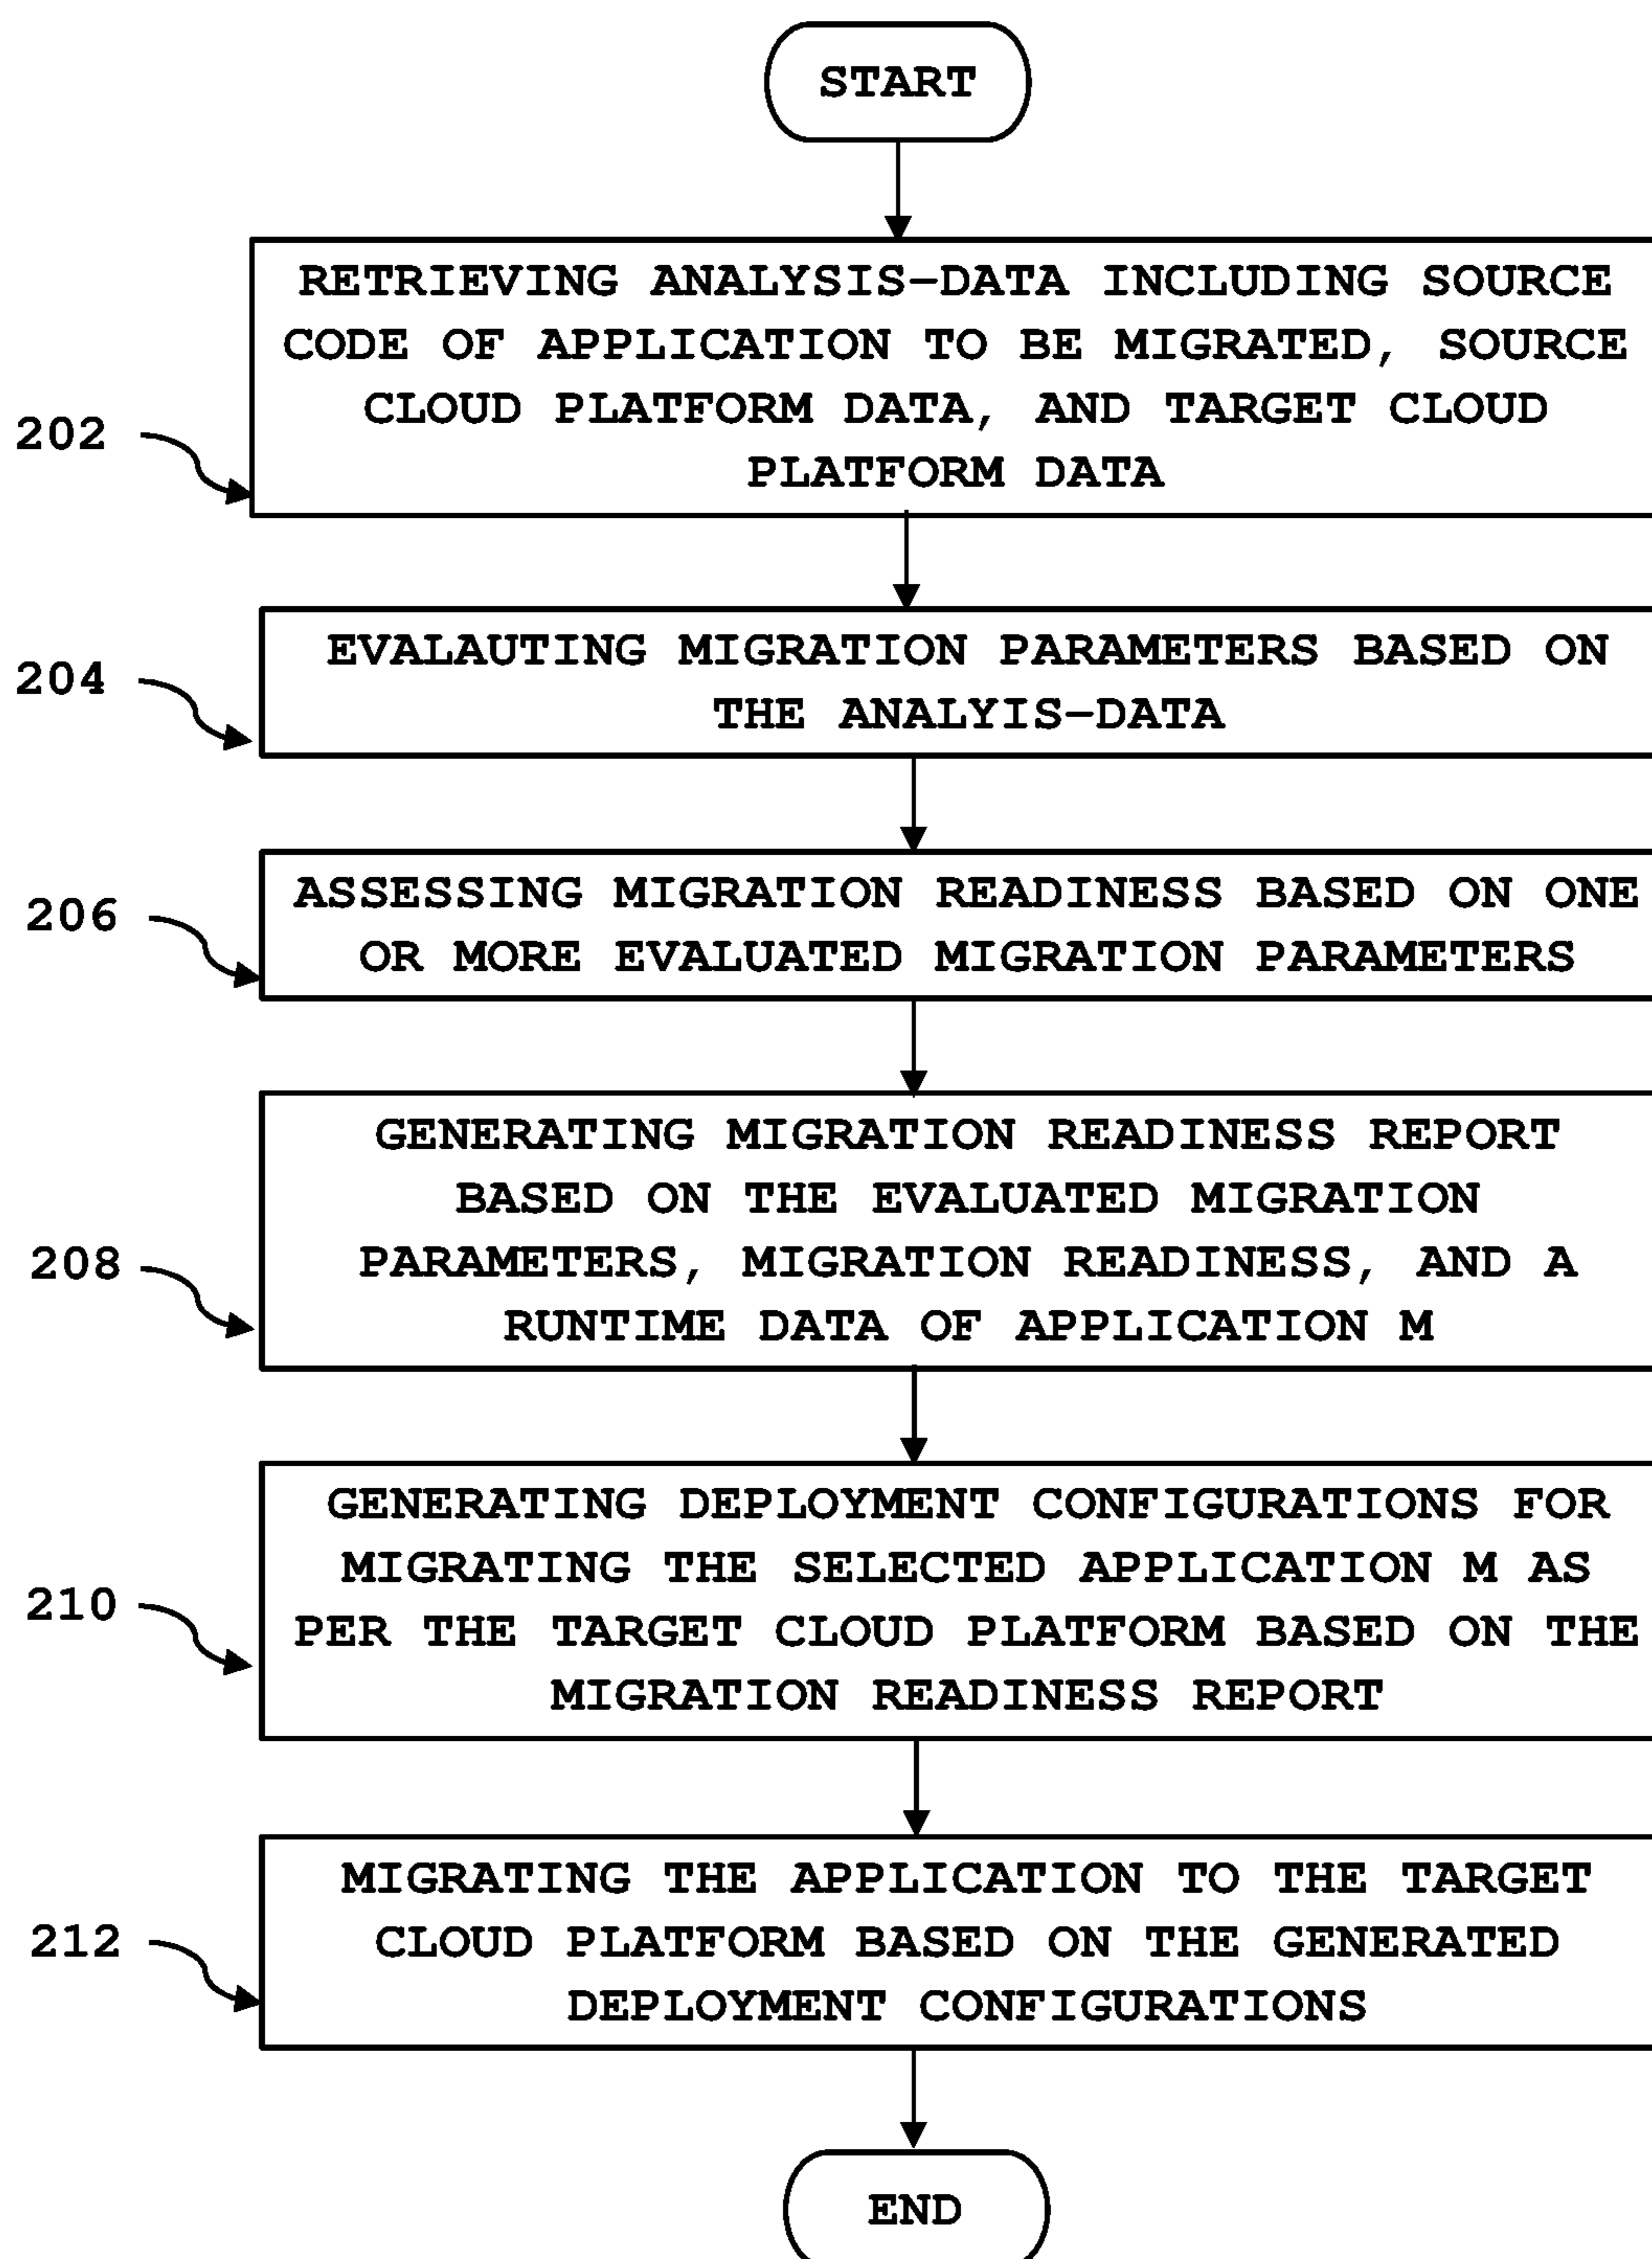 START
RETRIEVING ANALYSIS-DATA INCLUDING SOURCE
CODE OF APPLICATION TO BE MIGRATED, SOURCE
CLOUD PLATFORM DATA, AND TARGET CLOUD
PLATFORM DATA
202
EVALAUTING MIGRATION PARAMETERS BASED ON
THE ANALYIS-DATA
204
ASSESSING MIGRATION READINESS BASED ON ONE
OR MORE EVALUATED MIGRATION PARAMETERS
206
GENERATING MIGRATION READINESS REPORT
BASED ON THE EVALUATED MIGRATION
PARAMETERS, MIGRATION READINESS, AND A
RUNTIME DATA OF APPLICATION M
208
GENERATING DEPLOYMENT CONFIGURATIONS FOR
MIGRATING THE SELECTED APPLICATION M AS
PER THE TARGET CLOUD PLATFORM BASED ON THE
MIGRATION READINESS REPORT
210
MIGRATING THE APPLICATION TO THE TARGET
CLOUD PLATFORM BASED ON THE GENERATED
DEPLOYMENT CONFIGURATIONS
212
END